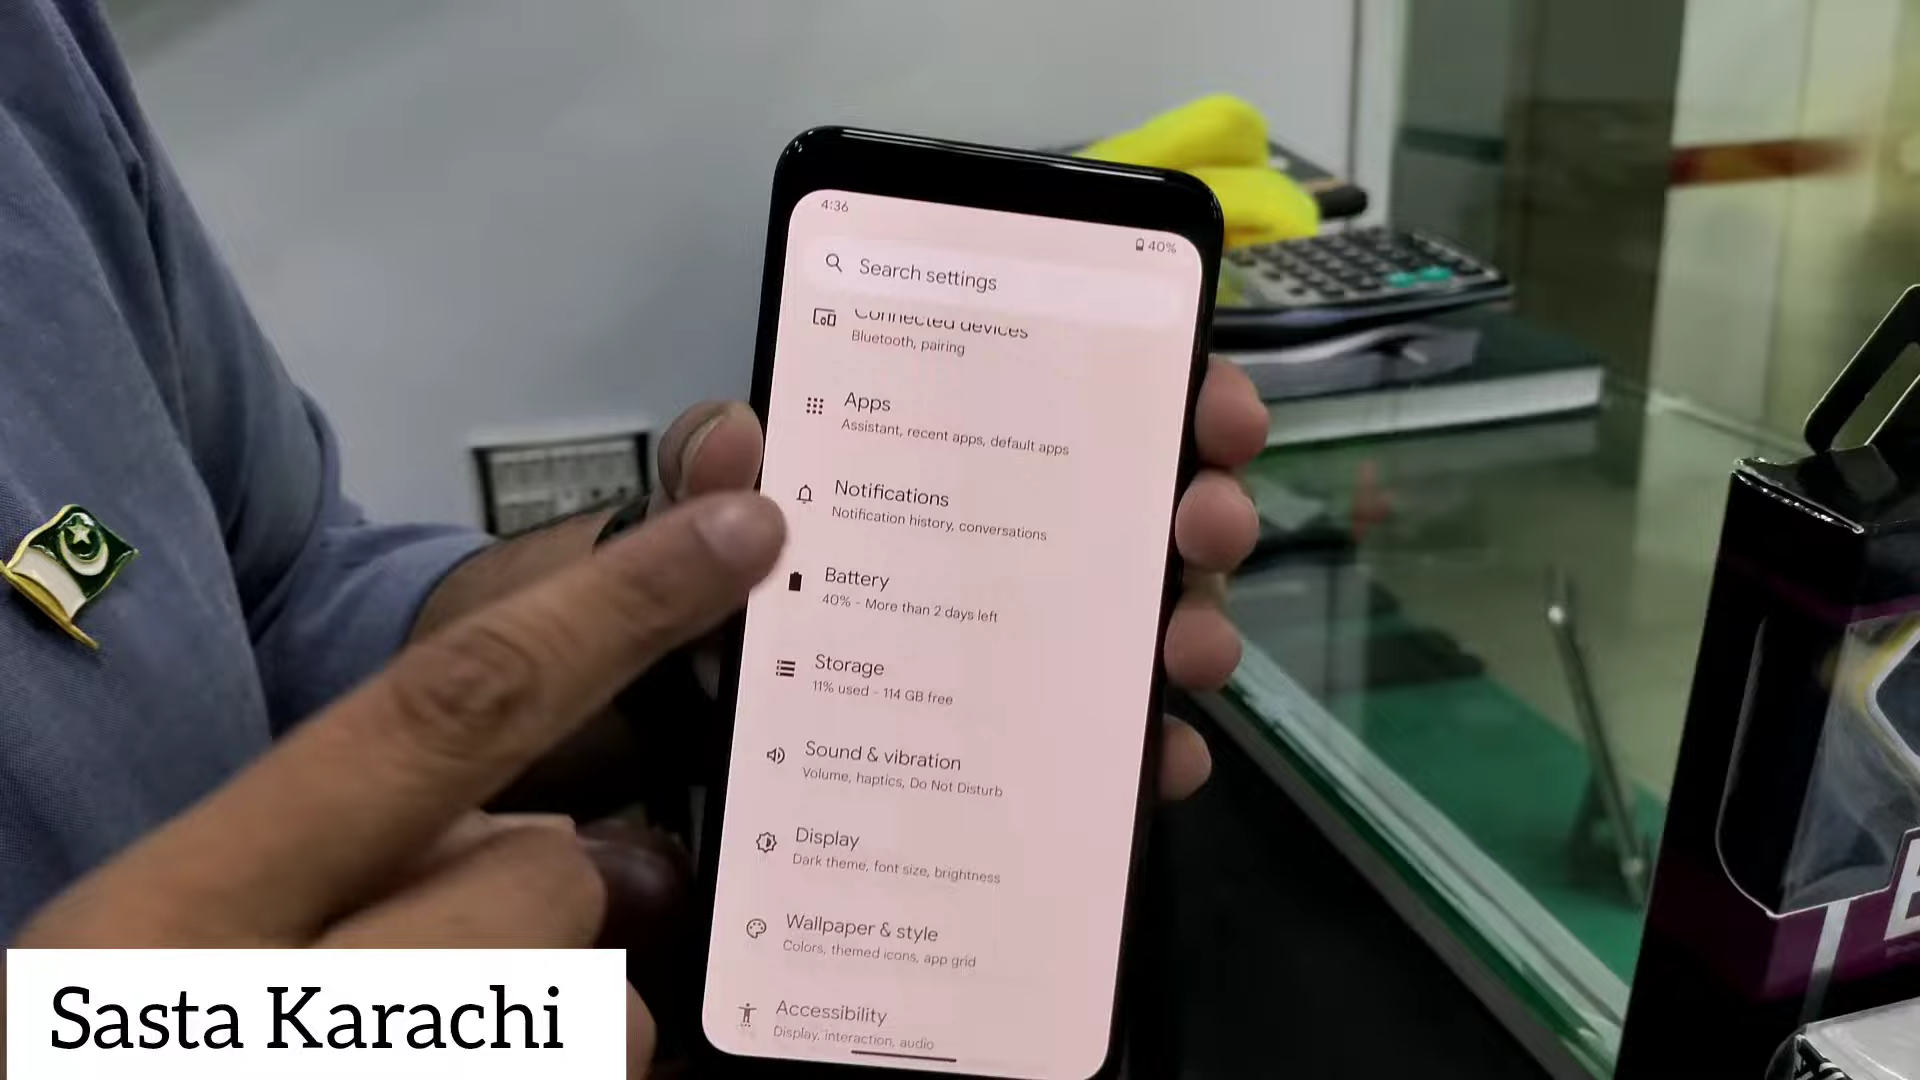 4:36
40%
Search settings
Connected devices
Bluetooth, pairing
Apps
Assistant, recent apps, default apps
Notifications
Notification history, conversations
Battery
40% - More than 2 days left
Storage
11% used - 114 GB free
Sound & vibration
Volume, haptics, Do Not Disturb
Display
Dark theme, font size, brightness
Wallpaper & style
Colors, themed icons, app grid
Accessibility
Display, interaction, audio
Sasta Karachi